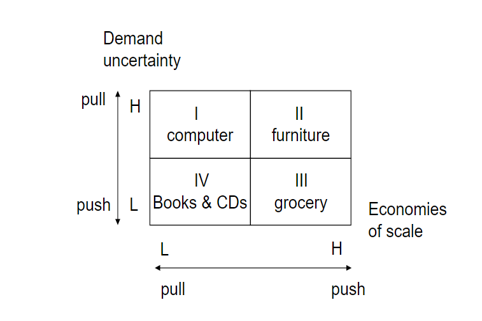 Demand
uncertainty
pull
H
I
II
computer
furniture
IV
III
push
L
Books & CDs
grocery
Economies
of scale
L
H
pull
push